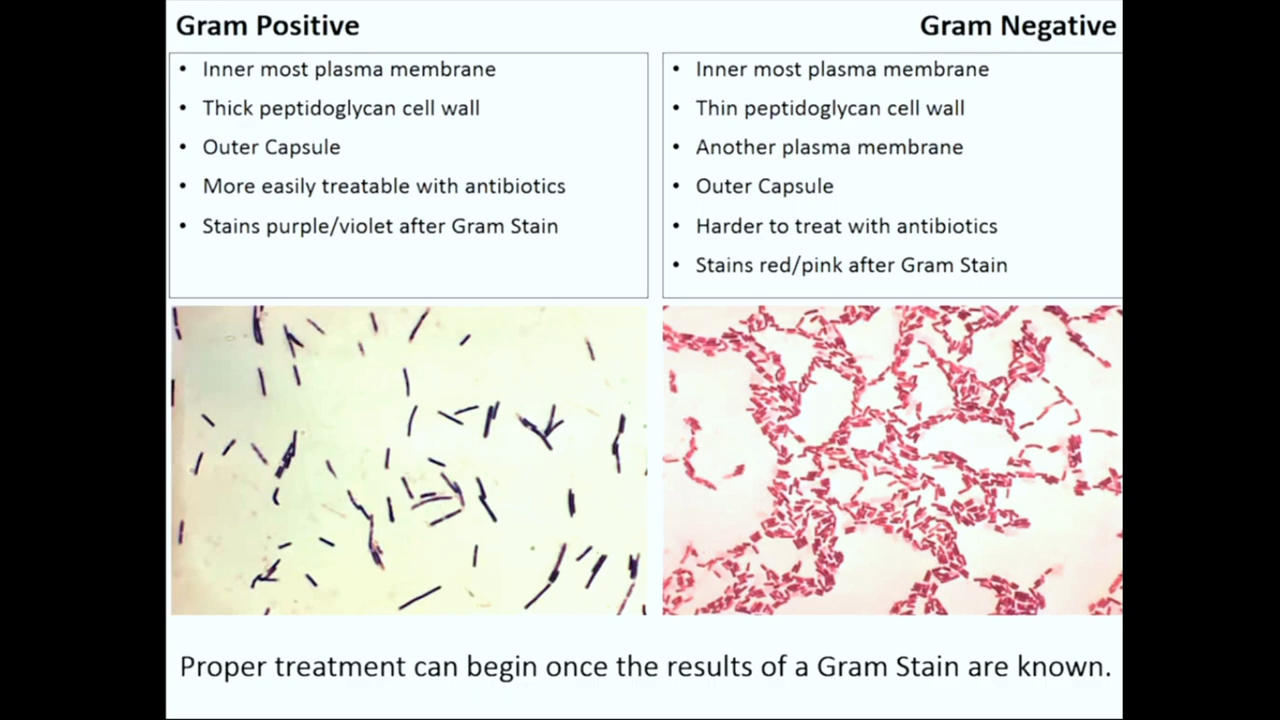 Gram Positive
Gram Negative
• Inner most plasma membrane
• Thick peptidoglycan cell wall
• Outer Capsule
• More easily treatable with antibiotics
• Stains purple/violet after Gram Stain
• Inner most plasma membrane
• Thin peptidoglycan cell wall
• Another plasma membrane
• Outer Capsule
• Harder to treat with antibiotics
• Stains red/pink after Gram Stain
Proper treatment can begin once the results of a Gram Stain are known.